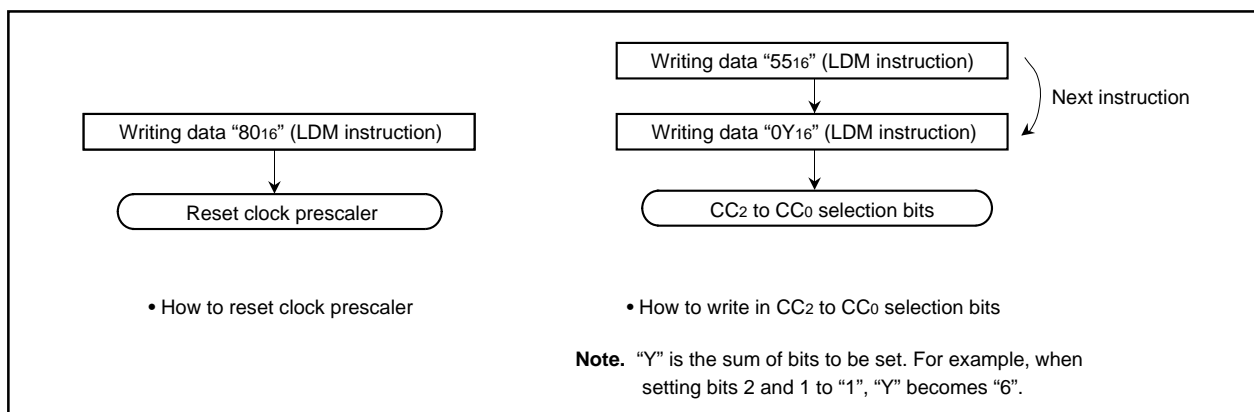 Writing data “80₁₆” (LDM instruction)
Reset clock prescaler
• How to reset clock prescaler
Writing data “55₁₆” (LDM instruction)
Next instruction
Writing data “0Y₁₆” (LDM instruction)
CC₂ to CC₀ selection bits
• How to write in CC₂ to CC₀ selection bits
Note. “Y” is the sum of bits to be set. For example, when
setting bits 2 and 1 to “1”, “Y” becomes “6”.